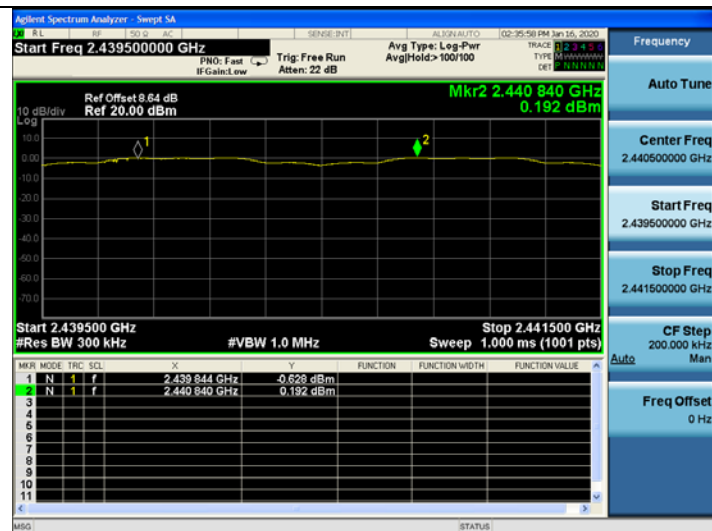 Agilent Spectrum Analyzer - Swept SA
RL RF 50 Ω AC SENSE:INT ALIGNAUTO 02:35:58 PM Jan 16, 2020
Start Freq 2.439500000 GHz
PNO: Fast
IFGain:Low
Trig: Free Run
Atten: 22 dB
Avg Type: Log-Pwr
Avg|Hold:>100/100
TRACE 1 2 3 4 5 6
TYPE M
DET P N N N N N
Ref Offset 8.64 dB
Ref 20.00 dBm
Mkr2 2.440 840 GHz
0.192 dBm
10 dB/div
Log
10.0
0.00
-10.0
-20.0
-30.0
-40.0
-50.0
-60.0
-70.0
1
2
Start 2.439500 GHz
Stop 2.441500 GHz
#Res BW 300 kHz
#VBW 1.0 MHz
Sweep 1.000 ms (1001 pts)
MKR MODE TRC SCL X Y FUNCTION FUNCTION WIDTH FUNCTION VALUE
1 N 1 f 2.439 844 GHz -0.628 dBm
2 N 1 f 2.440 840 GHz 0.192 dBm
3
4
5
6
7
8
9
10
11
MSG
STATUS
Frequency
Auto Tune
Center Freq
2.440500000 GHz
Start Freq
2.439500000 GHz
Stop Freq
2.441500000 GHz
CF Step
200.000 kHz
Auto Man
Freq Offset
0 Hz